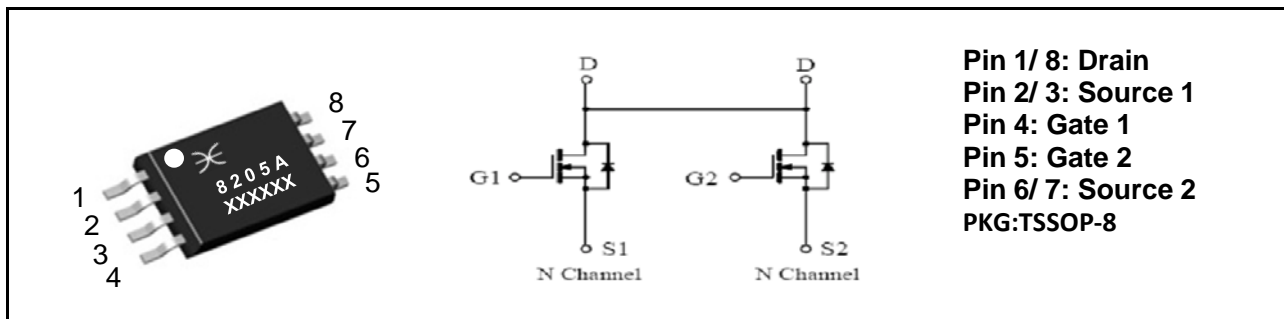 8
7
6
5
1
2
3
4
8205A
XXXXXX
D
D
G1
G2
S1
S2
N Channel
N Channel
Pin 1/ 8: Drain
Pin 2/ 3: Source 1
Pin 4: Gate 1
Pin 5: Gate 2
Pin 6/ 7: Source 2
PKG:TSSOP-8